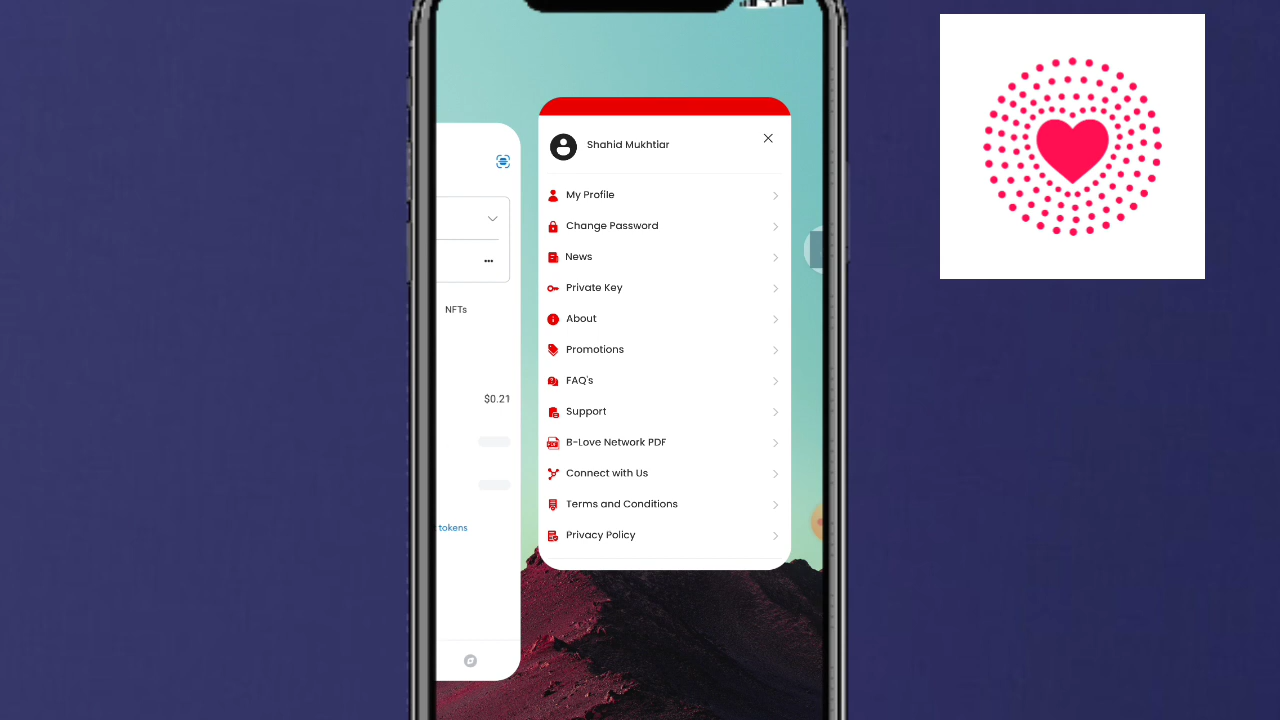 Shahid Mukhtiar
My Profile
Change Password
News
Private Key
NFTs
About
Promotions
FAQ's
$0.21
Support
B-Love Network PDF
Connect with Us
Terms and Conditions
tokens
Privacy Policy